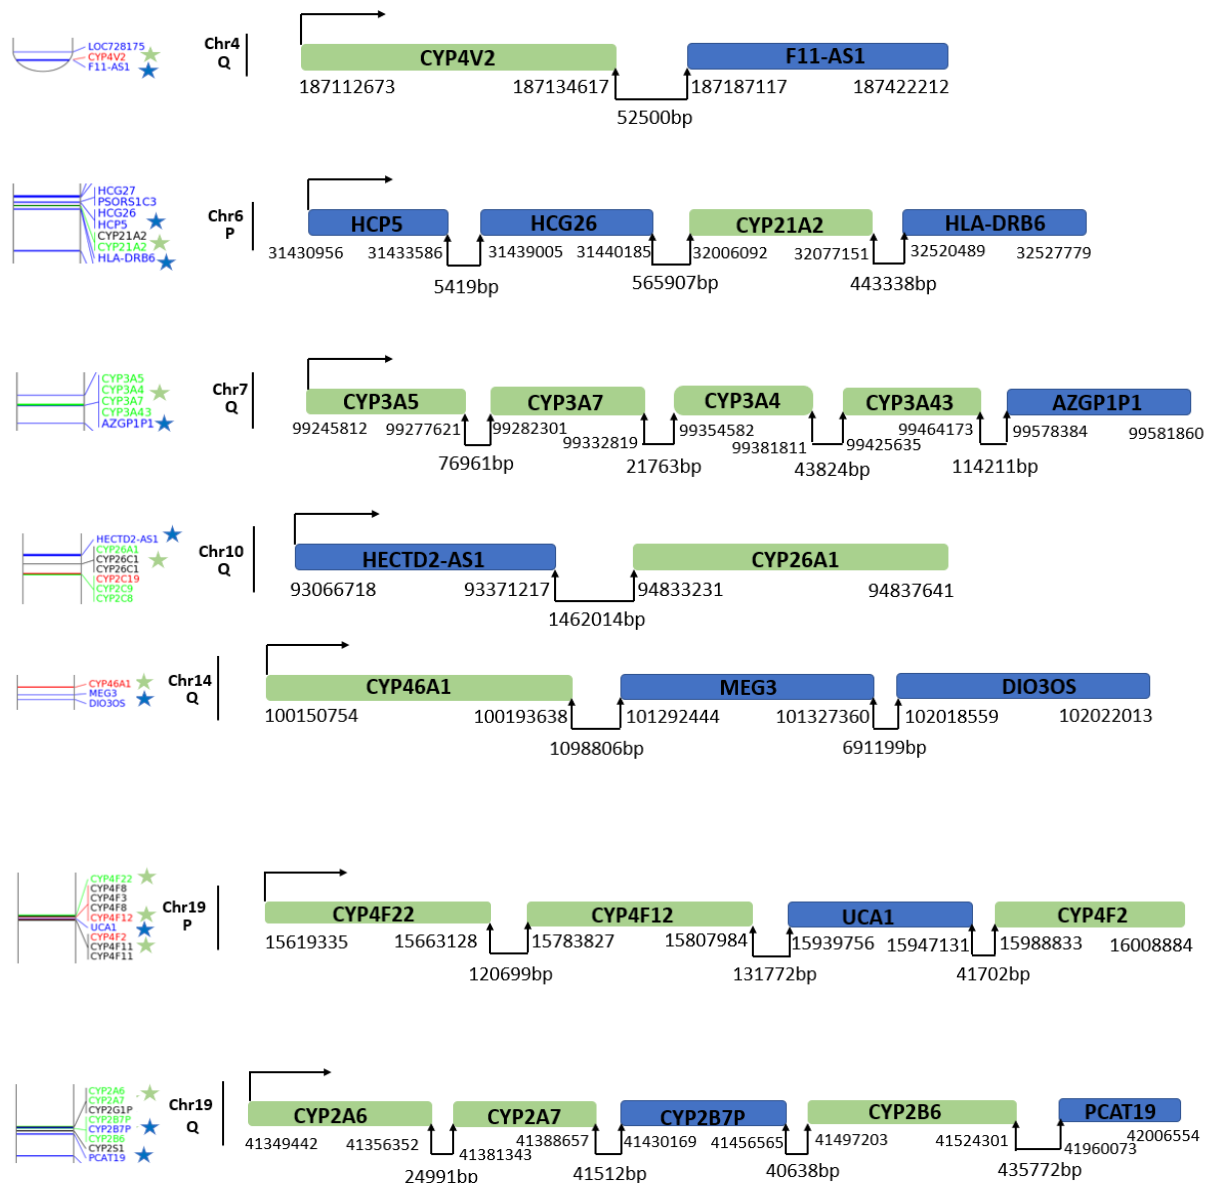 LOC728175
CYP4V2
F11-AS1
Chr4
Q
CYP4V2
F11-AS1
187112673
187134617
187187117
187422212
52500bp
HCG27
PSORS1C3
HCG26
HCP5
CYP21A2
CYP21A2
HLA-DRB6
Chr6
P
HCP5
HCG26
CYP21A2
HLA-DRB6
31430956
31433586
31439005
31440185
32006092
32077151
32520489
32527779
5419bp
565907bp
443338bp
CYP3A5
CYP3A4
CYP3A7
CYP3A43
AZGP1P1
Chr7
Q
CYP3A5
CYP3A7
CYP3A4
CYP3A43
AZGP1P1
99245812
99277621
99282301
99332819
99354582
99381811
99425635
99464173
99578384
99581860
76961bp
21763bp
43824bp
114211bp
HECTD2-AS1
CYP26A1
CYP26C1
CYP26C1
CYP2C19
CYP2C9
CYP2C8
Chr10
Q
HECTD2-AS1
CYP26A1
93066718
93371217
94833231
94837641
1462014bp
CYP46A1
MEG3
DIO3OS
Chr14
Q
CYP46A1
MEG3
DIO3OS
100150754
100193638
101292444
101327360
102018559
102022013
1098806bp
691199bp
CYP4F22
CYP4F8
CYP4F3
CYP4F8
CYP4F12
UCA1
CYP4F2
CYP4F11
CYP4F11
Chr19
P
CYP4F22
CYP4F12
UCA1
CYP4F2
15619335
15663128
15783827
15807984
15939756
15947131
15988833
16008884
120699bp
131772bp
41702bp
CYP2A6
CYP2A7
CYP2G1P
CYP2B7P
CYP2B7P
CYP2B6
CYP2S1
PCAT19
Chr19
Q
CYP2A6
CYP2A7
CYP2B7P
CYP2B6
PCAT19
41349442
41356352
41381343
41388657
41430169
41456565
41497203
41524301
41960073
42006554
24991bp
41512bp
40638bp
435772bp